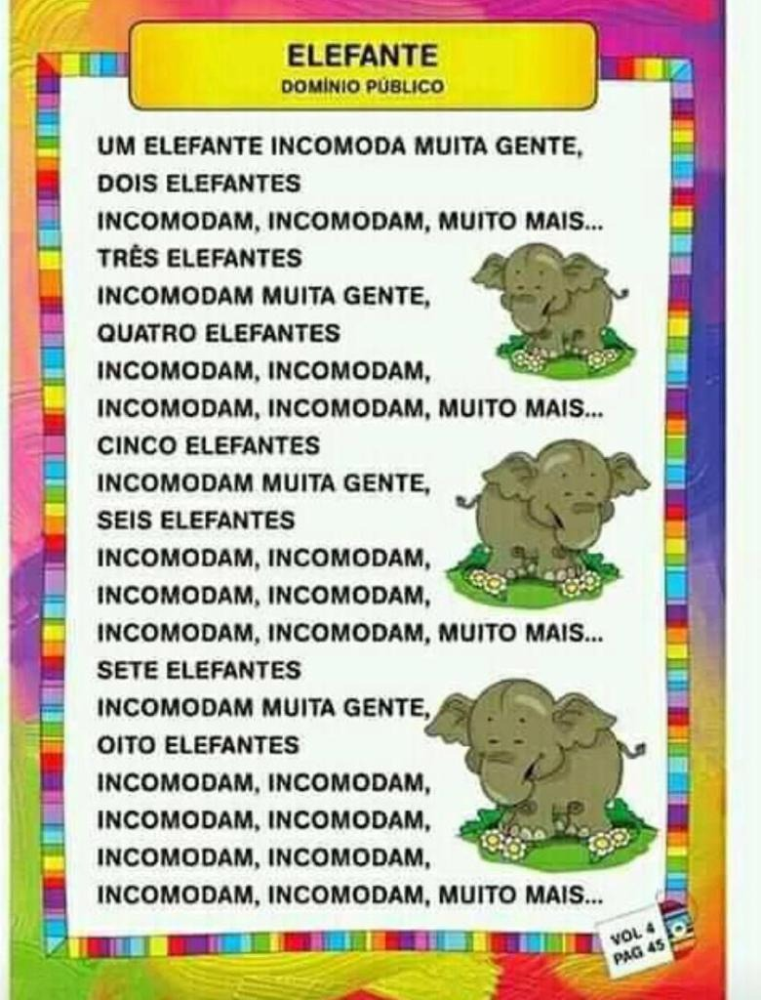 ELEFANTE
DOMÍNIO PÚBLICO
UM ELEFANTE INCOMODA MUITA GENTE,
DOIS ELEFANTES
INCOMODAM, INCOMODAM, MUITO MAIS...
TRÊS ELEFANTES
INCOMODAM MUITA GENTE,
QUATRO ELEFANTES
INCOMODAM, INCOMODAM,
INCOMODAM, INCOMODAM, MUITO MAIS...
CINCO ELEFANTES
INCOMODAM MUITA GENTE,
SEIS ELEFANTES
INCOMODAM, INCOMODAM,
INCOMODAM, INCOMODAM,
INCOMODAM, INCOMODAM, MUITO MAIS...
SETE ELEFANTES
INCOMODAM MUITA GENTE,
OITO ELEFANTES
INCOMODAM, INCOMODAM,
INCOMODAM, INCOMODAM,
INCOMODAM, INCOMODAM,
INCOMODAM, INCOMODAM, MUITO MAIS...
VOL 4
PAG 45